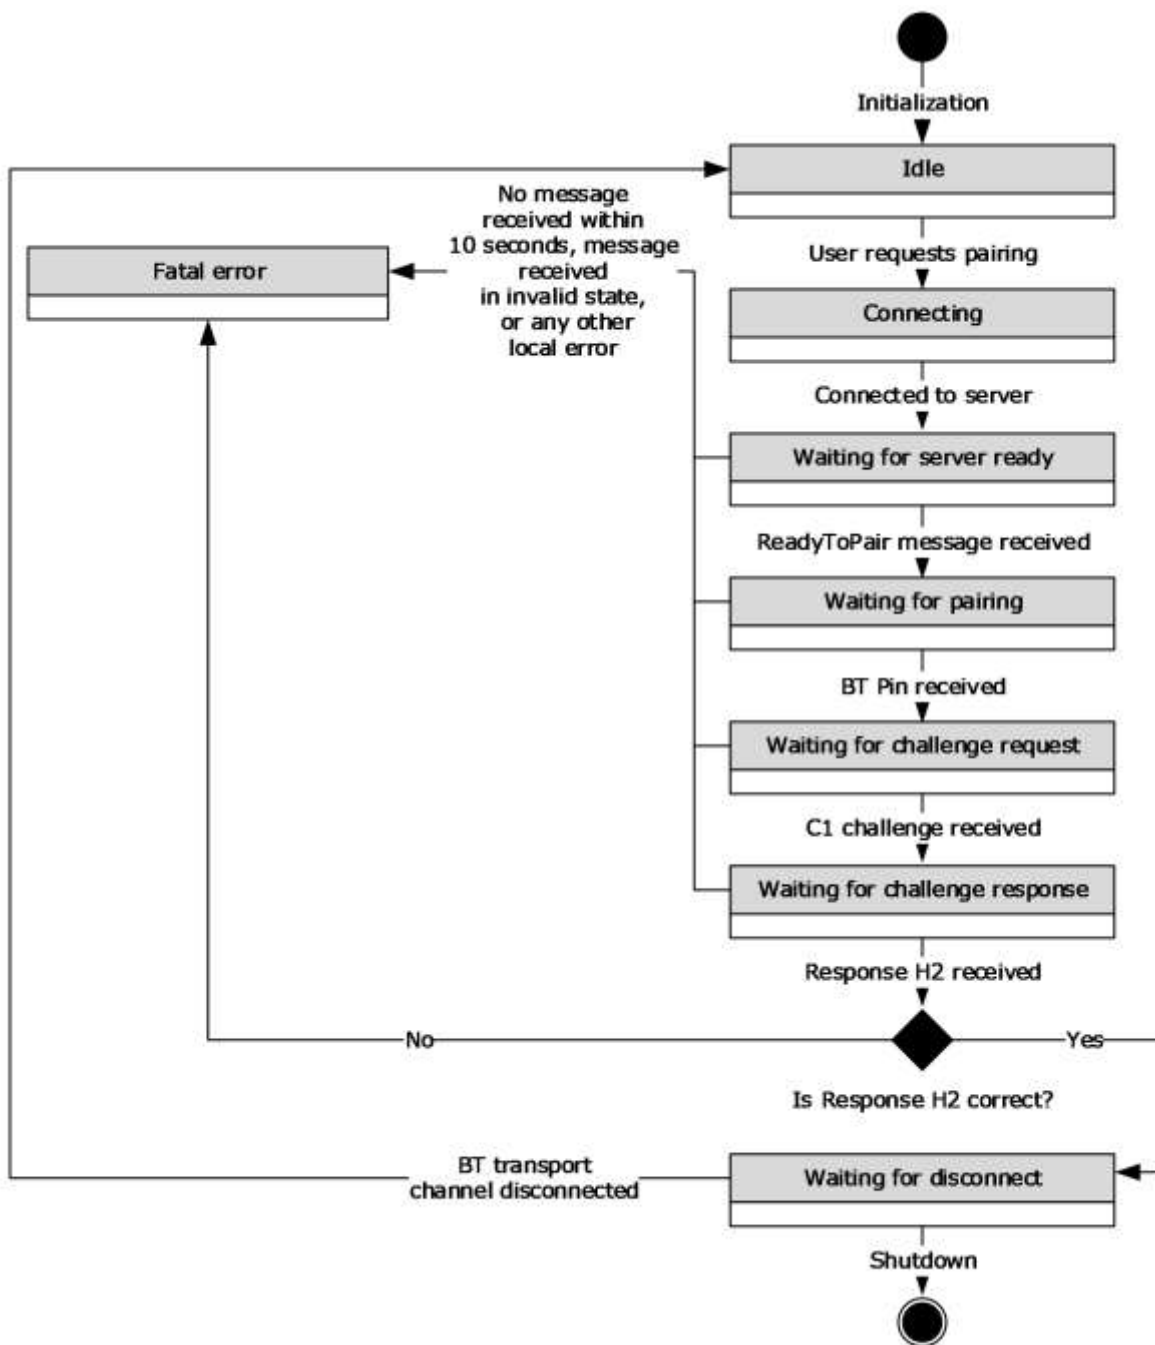 Initialization
Idle
No message
received within
10 seconds, message
received
in invalid state,
or any other
local error
User requests pairing
Fatal error
Connecting
Connected to server
Waiting for server ready
ReadyToPair message received
Waiting for pairing
BT Pin received
Waiting for challenge request
C1 challenge received
Waiting for challenge response
Response H2 received
No
Yes
Is Response H2 correct?
BT transport
channel disconnected
Waiting for disconnect
Shutdown